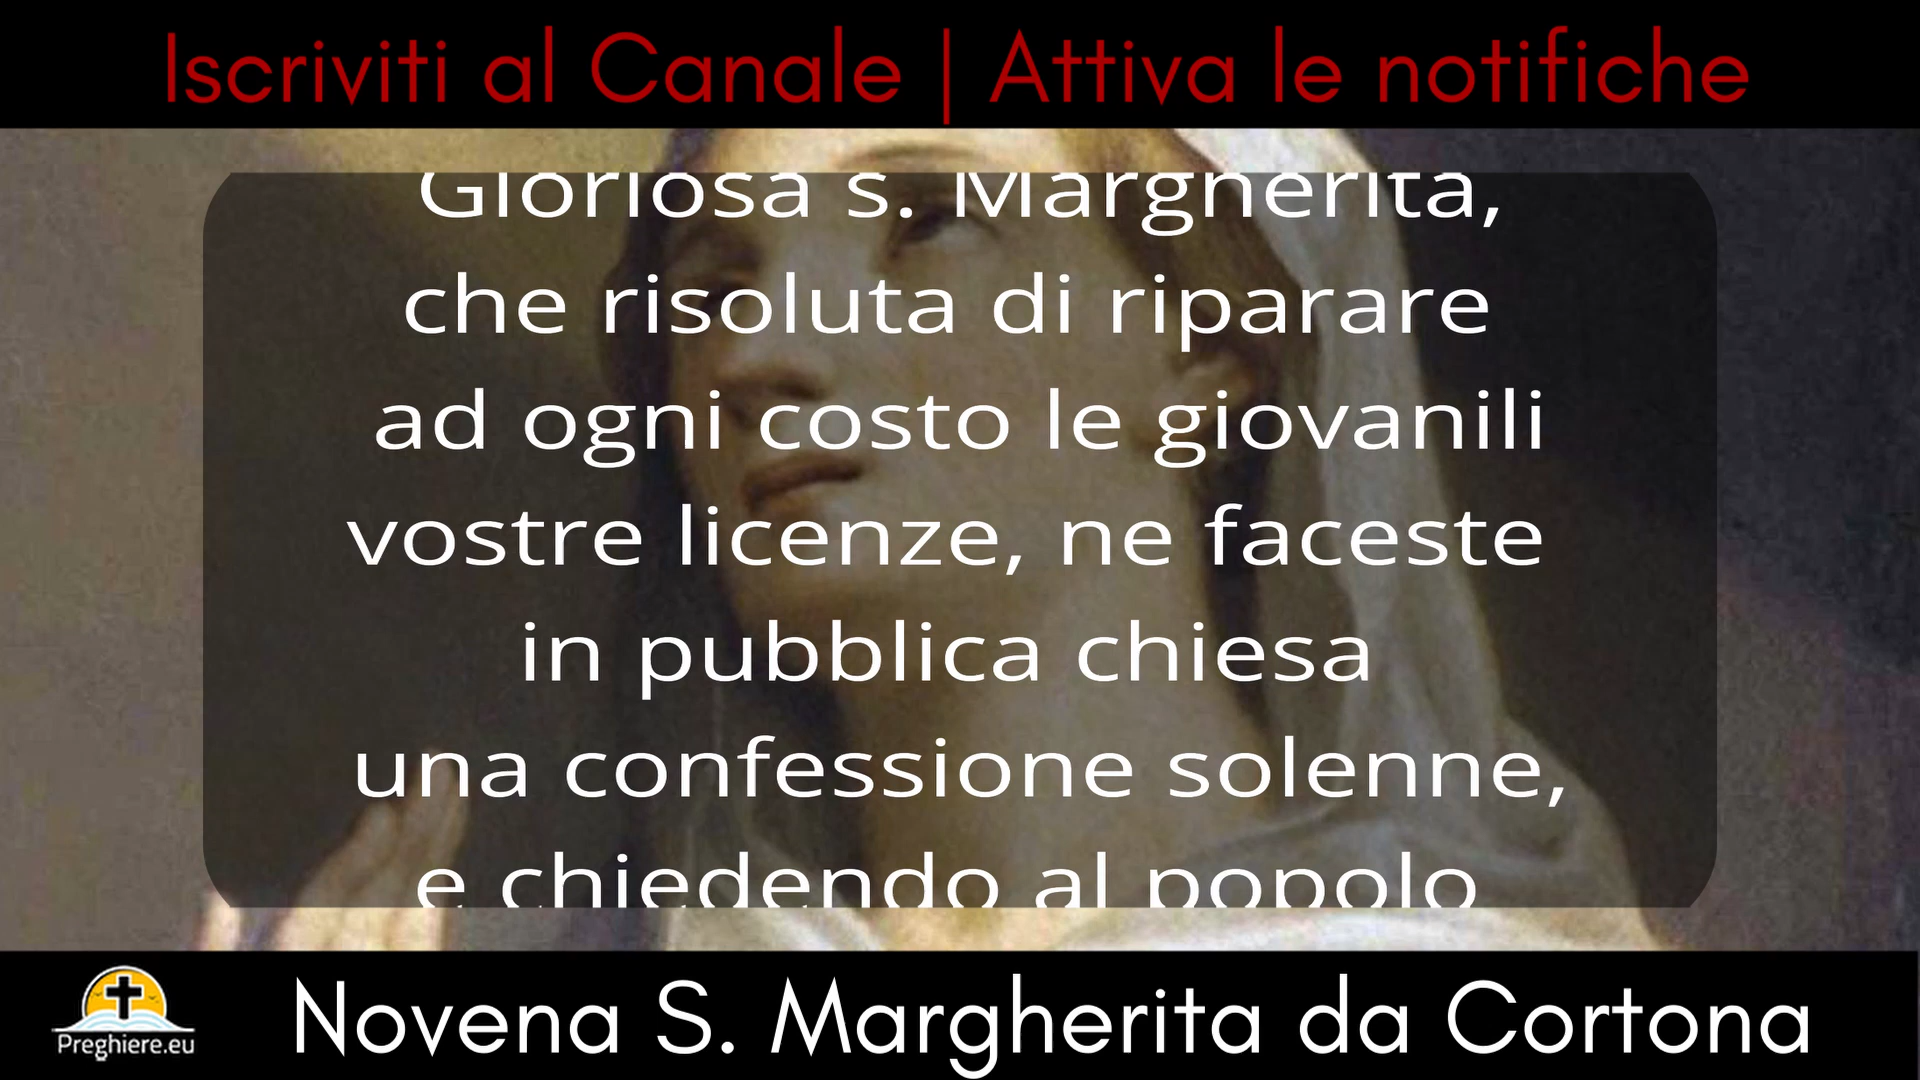 Iscriviti al Canale | Attiva le notifiche
Gloriosa s. Margherita,
che risoluta di riparare
ad ogni costo le giovanili
vostre licenze, ne faceste
in pubblica chiesa
una confessione solenne,
e chiedendo al popolo
Preghiere.eu
Novena S. Margherita da Cortona